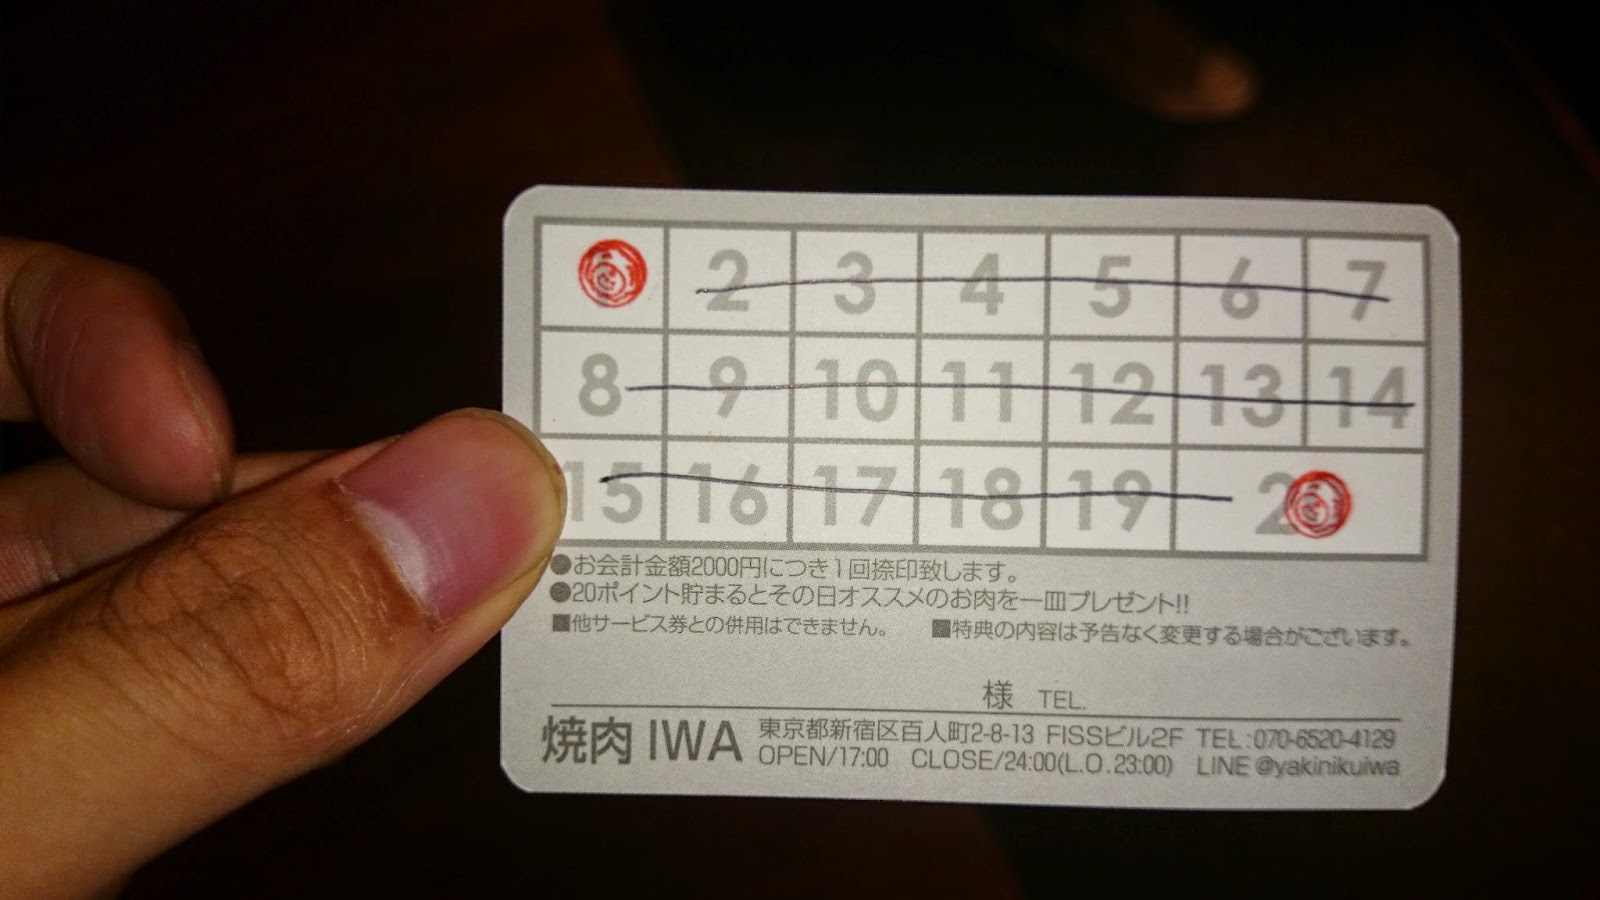 2 3 4 5 6 7
8 9 10 11 12 13 14
15 16 17 18 19 2
●お会計金額2000円につき1回捺印致します。
●20ポイント貯まるとその日オススメのお肉を一皿プレゼント!!
■他サービス券との併用はできません。 ■特典の内容は予告なく変更する場合がございます。
様 TEL.
焼肉 IWA
東京都新宿区百人町2-8-13 FISSビル2F TEL:070-6520-4129
OPEN/17:00 CLOSE/24:00(L.O.23:00) LINE @yakinikuiwa